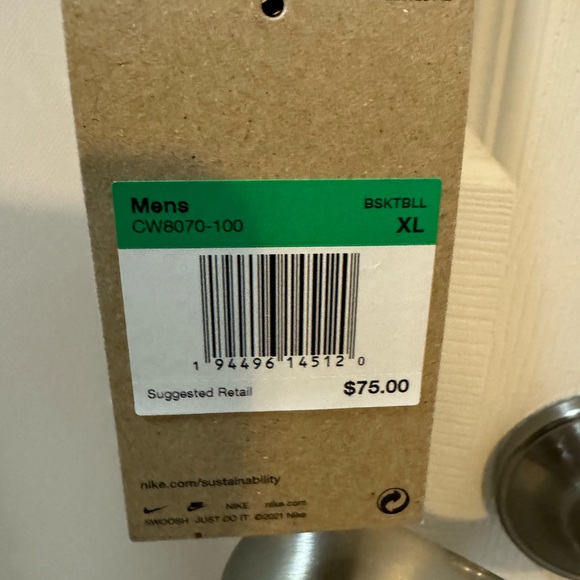 Mens BSKTBLL
CW8070-100 XL
1 94496 14512 0
Suggested Retail $75.00
nike.com/sustainability
NIKE nike.com
SWOOSH JUST DO IT ©2021 Nike